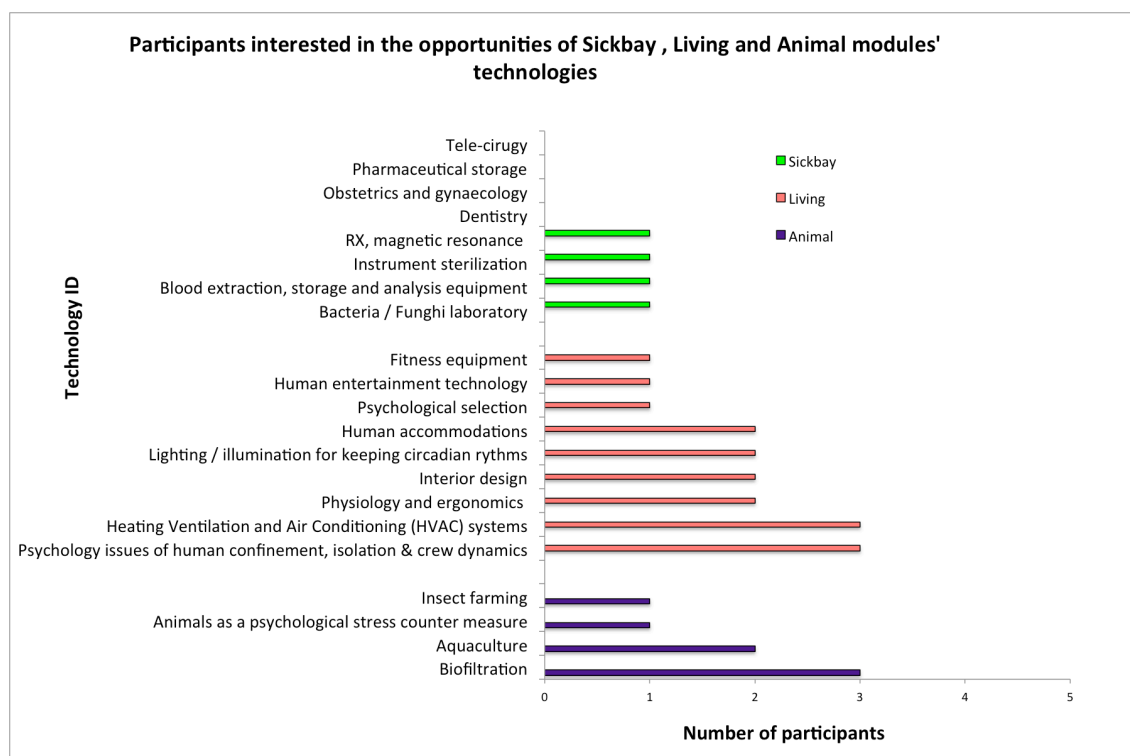 Participants interested in the opportunities of Sickbay , Living and Animal modules'
technologies
Tele-cirugy
Pharmaceutical storage
Obstetrics and gynaecology
Dentistry
RX, magnetic resonance
Instrument sterilization
Blood extraction, storage and analysis equipment
Bacteria / Funghi laboratory
Fitness equipment
Human entertainment technology
Psychological selection
Human accommodations
Lighting / illumination for keeping circadian rythms
Interior design
Physiology and ergonomics
Heating Ventilation and Air Conditioning (HVAC) systems
Psychology issues of human confinement, isolation & crew dynamics
Insect farming
Animals as a psychological stress counter measure
Aquaculture
Biofiltration
Technology ID
Sickbay
Living
Animal
0 1 2 3 4 5
Number of participants